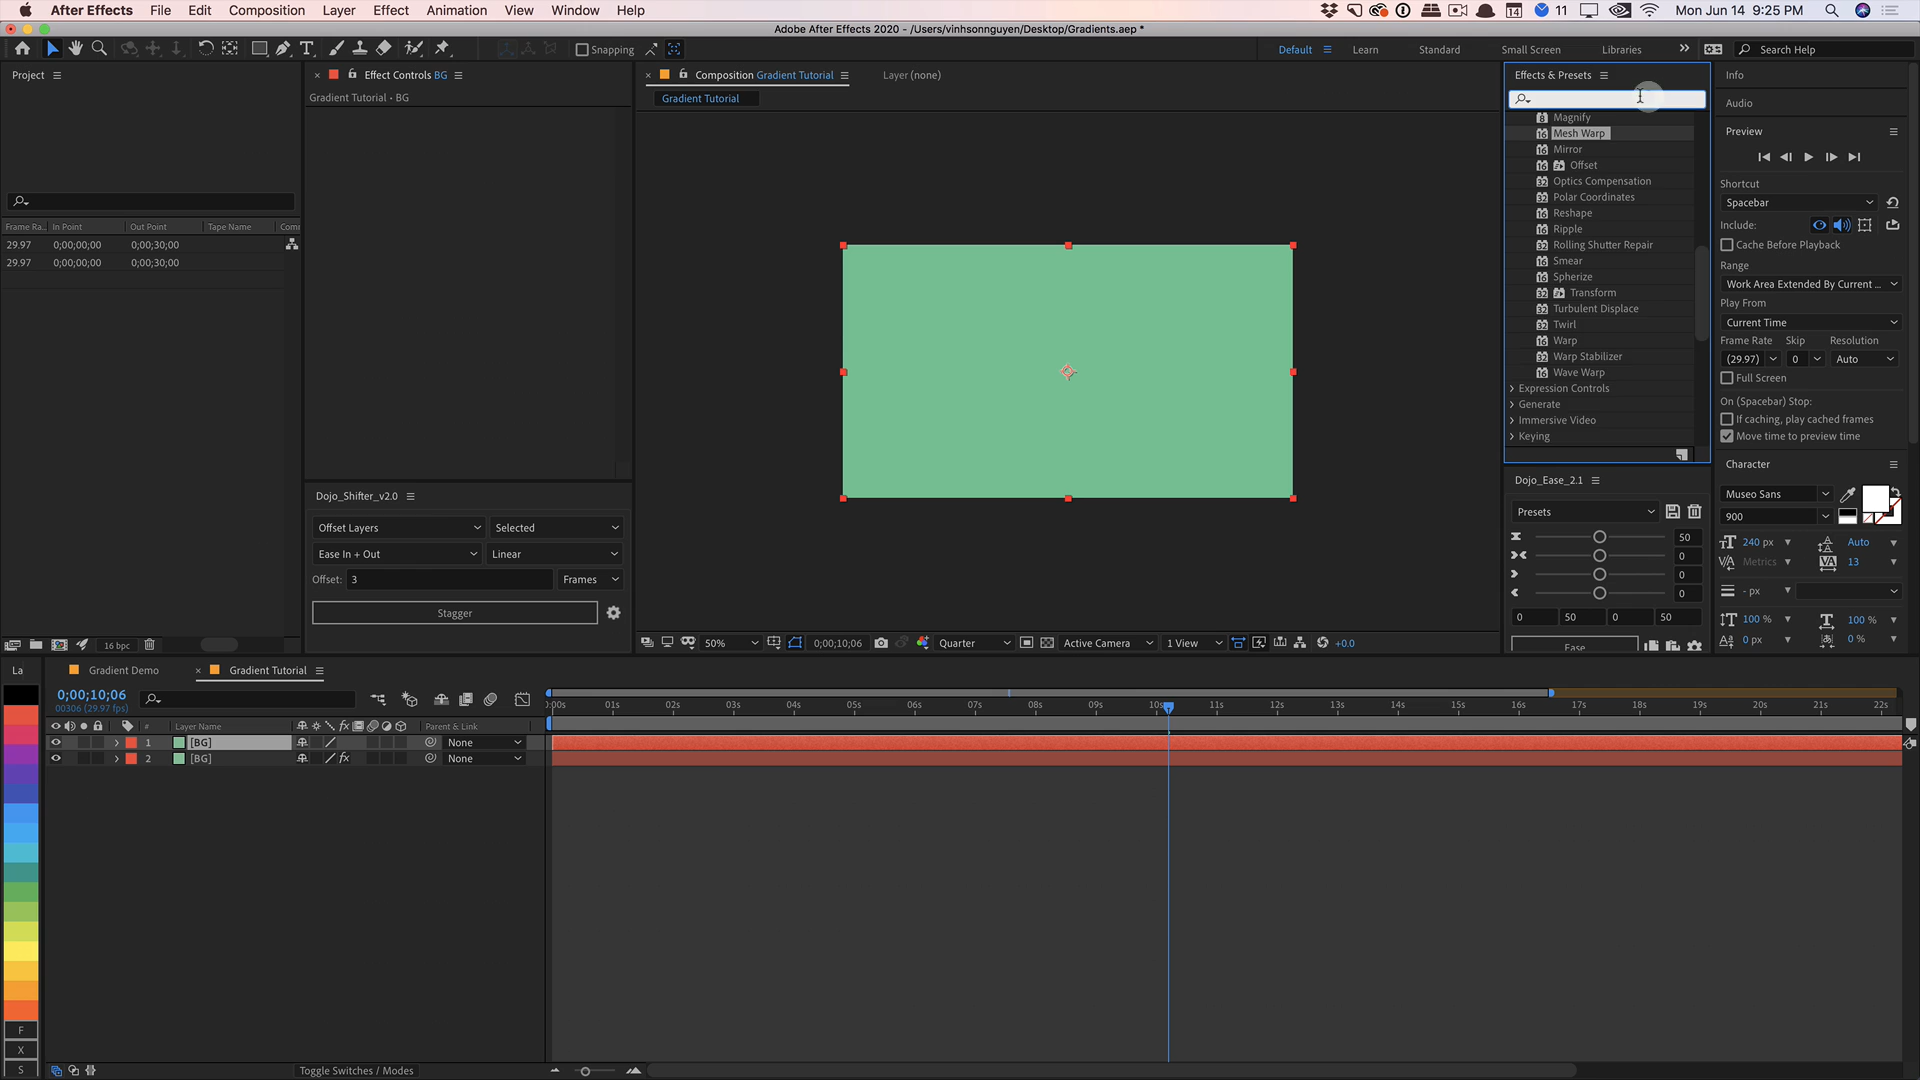 After Effects File Edit Composition Layer Effect Animation View Window Help
14 11 Mon Jun 14 9:25 PM
Adobe After Effects 2020 - /Users/vinhsonnguyen/Desktop/Gradients.aep *
Snapping Default Learn Standard Small Screen Libraries Search Help
Project
Effect Controls BG
Gradient Tutorial • BG
Composition Gradient Tutorial
Layer (none)
Gradient Tutorial
Effects & Presets
Magnify
Mesh Warp
Mirror
Offset
Optics Compensation
Polar Coordinates
Reshape
Ripple
Rolling Shutter Repair
Smear
Spherize
Transform
Turbulent Displace
Twirl
Warp
Warp Stabilizer
Wave Warp
Expression Controls
Generate
Immersive Video
Keying
Info
Audio
Preview
Shortcut
Spacebar
Include:
Cache Before Playback
Range
Work Area Extended By Current ...
Play From
Current Time
Frame Rate Skip Resolution
(29.97) 0 Auto
Full Screen
On (Spacebar) Stop:
If caching, play cached frames
Move time to preview time
Character
Museo Sans
900
240 px Auto
Metrics 13
- px
100 % 100 %
0 px 0 %
Frame Ra... In Point Out Point Tape Name Com
29.97 0;00;00;00 0;00;30;00
29.97 0;00;00;00 0;00;30;00
16 bpc
Dojo_Shifter_v2.0
Offset Layers Selected
Ease In + Out Linear
Offset: 3 Frames
Stagger
Dojo_Ease_2.1
Presets
50
0
0
0
0 50 0 50
Ease
50% 0;00;10;06 Quarter Active Camera 1 View +0.0
La
Gradient Demo Gradient Tutorial
0;00;10;06
00306 (29.97 fps)
:00s 01s 02s 03s 04s 05s 06s 07s 08s 09s 10s 11s 12s 13s 14s 15s 16s 17s 18s 19s 20s 21s 22s
# Layer Name Parent & Link
1 [BG] None
2 [BG] None
F
X
S
Toggle Switches / Modes